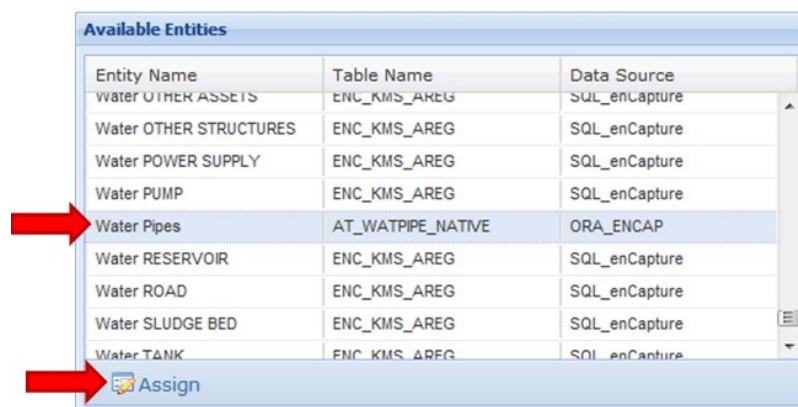 Available Entities
Entity Name Table Name Data Source
Water OTHER ASSETS ENC_KMS_AREG SQL_enCapture
Water OTHER STRUCTURES ENC_KMS_AREG SQL_enCapture
Water POWER SUPPLY ENC_KMS_AREG SQL_enCapture
Water PUMP ENC_KMS_AREG SQL_enCapture
Water Pipes AT_WATPIPE_NATIVE ORA_ENCAP
Water RESERVOIR ENC_KMS_AREG SQL_enCapture
Water ROAD ENC_KMS_AREG SQL_enCapture
Water SLUDGE BED ENC_KMS_AREG SQL_enCapture
Water TANK ENC_KMS_AREG SQL_enCapture
Assign